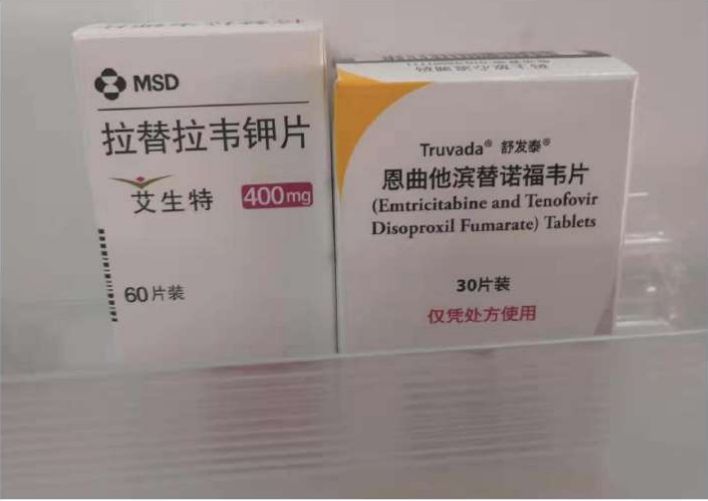 MSD
拉替拉韦钾片
艾生特 400mg
60片装
Truvada® 舒发泰®
恩曲他滨替诺福韦片
(Emtricitabine and Tenofovir
Disoproxil Fumarate) Tablets
30片装
仅凭处方使用